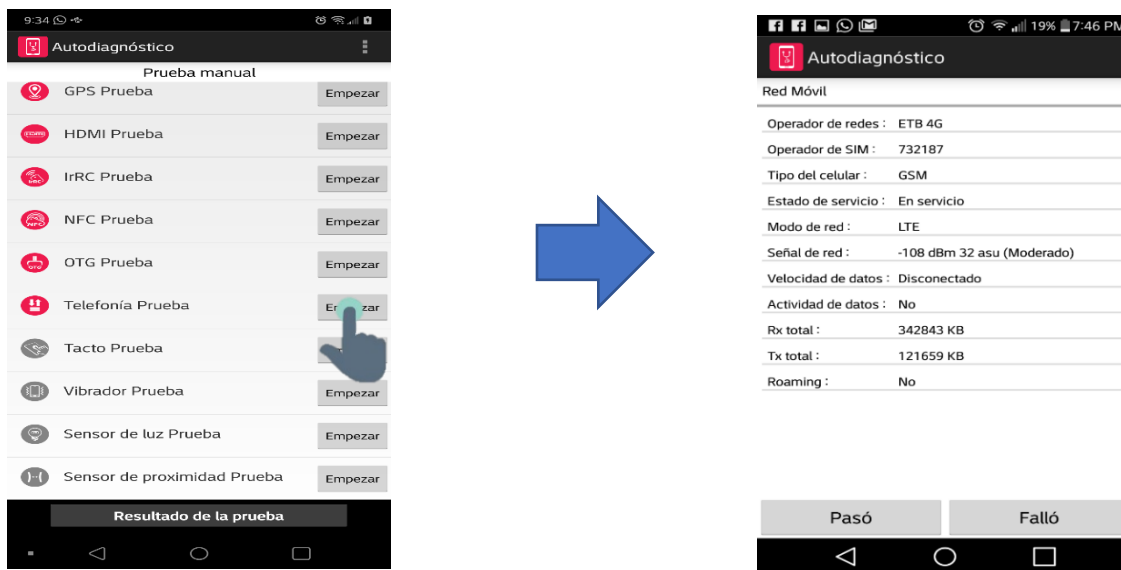 9:34
Autodiagnóstico
Prueba manual
GPS Prueba Empezar
HDMI Prueba Empezar
IrRC Prueba Empezar
NFC Prueba Empezar
OTG Prueba Empezar
Telefonía Prueba
Tacto Prueba
Vibrador Prueba Empezar
Sensor de luz Prueba Empezar
Sensor de proximidad Prueba Empezar
Resultado de la prueba
19% 7:46 PM
Autodiagnóstico
Red Móvil
Operador de redes : ETB 4G
Operador de SIM : 732187
Tipo del celular : GSM
Estado de servicio : En servicio
Modo de red : LTE
Señal de red : -108 dBm 32 asu (Moderado)
Velocidad de datos : Disconectado
Actividad de datos : No
Rx total : 342843 KB
Tx total : 121659 KB
Roaming : No
Pasó Falló